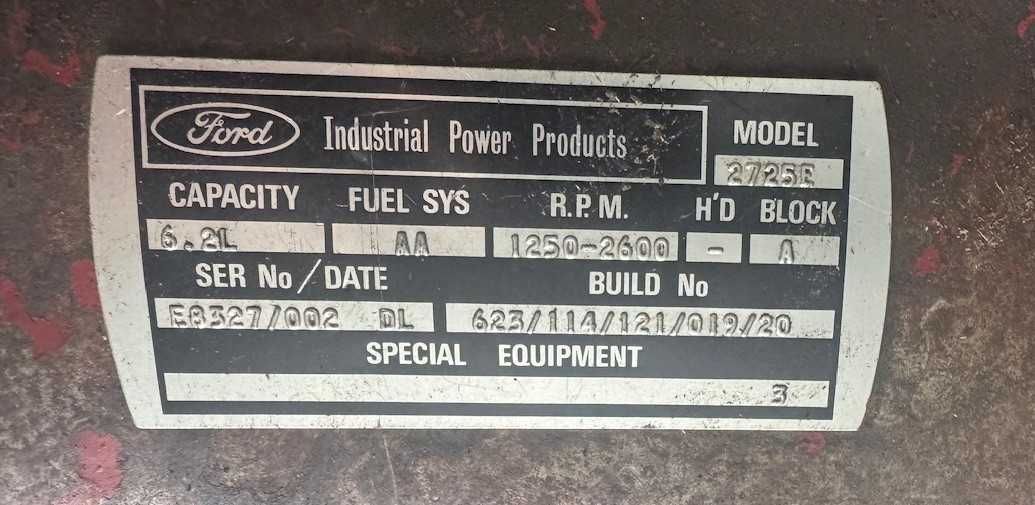 Ford Industrial Power Products
MODEL
2725E
CAPACITY FUEL SYS R.P.M. H'D BLOCK
6.2L AA 1250-2600 - A
SER No/DATE BUILD No
E8327/002 DL 623/114/121/019/20
SPECIAL EQUIPMENT
3